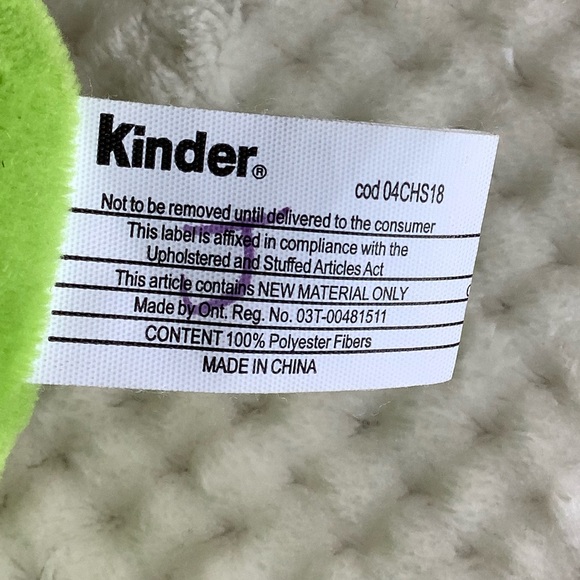 Kinder®
cod 04CHS18
Not to be removed until delivered to the consumer
This label is affixed in compliance with the
Upholstered and Stuffed Articles Act
This article contains NEW MATERIAL ONLY
Made by Ont. Reg. No. 03T-00481511
CONTENT 100% Polyester Fibers
MADE IN CHINA